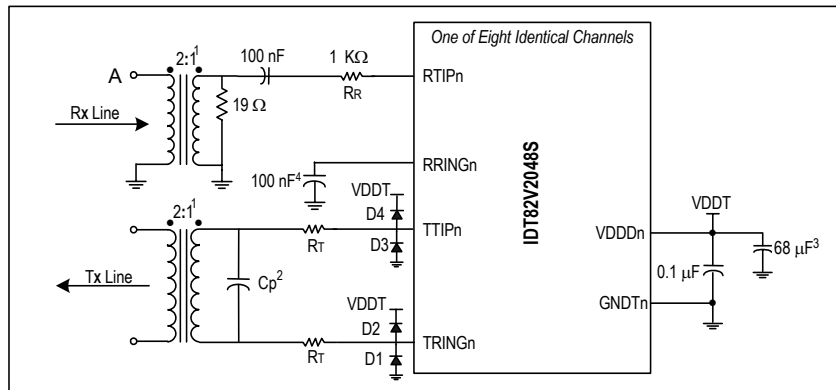 One of Eight Identical Channels
2:1¹
100 nF
1 KΩ
A
RR
RTIPn
19 Ω
Rx Line
RRINGn
100 nF⁴
VDDT
D4
2:1¹
RT
TTIPn
D3
IDT82V2048S
VDDT
VDDDn
68 µF³
0.1 µF
Cp²
Tx Line
VDDT
D2
GNDTn
RT
TRINGn
D1